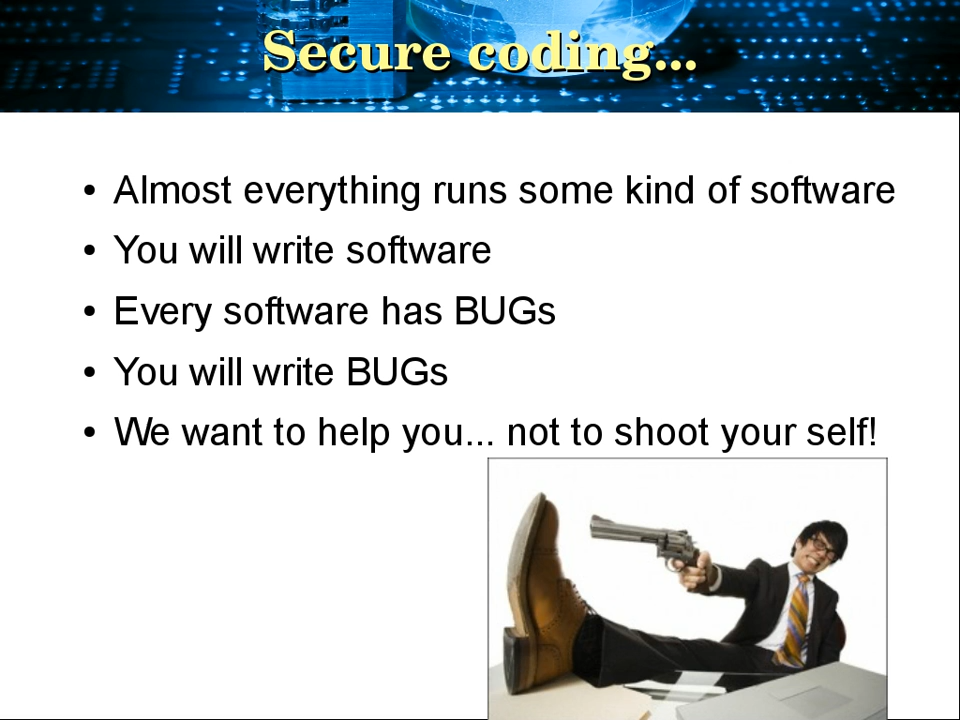 Secure coding...
• Almost everything runs some kind of software
• You will write software
• Every software has BUGs
• You will write BUGs
• We want to help you... not to shoot your self!